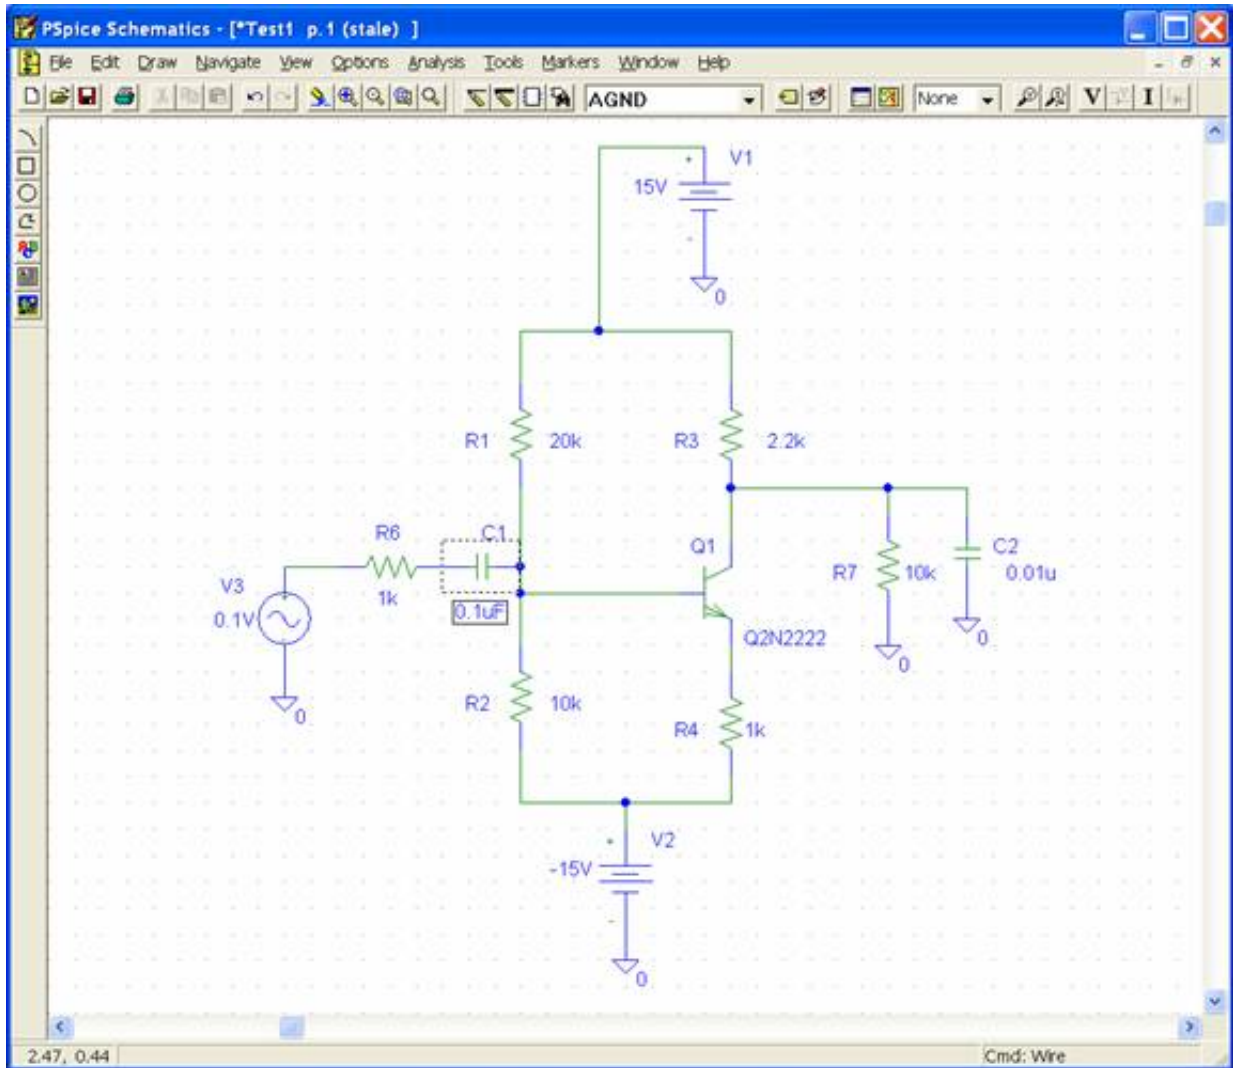 PSpice Schematics - [*Test1 p.1 (stale) ]
File Edit Draw Navigate View Options Analysis Tools Markers Window Help
AGND None V I
V1
15V
0
R1 20k R3 2.2k
R6 C1 Q1 C2
V3 1k R7 10k 0.01u
0.1V 0.1uF
Q2N2222 0
0
R2 10k R4 1k
0
V2
-15V
0
2.47, 0.44 Cmd: Wire